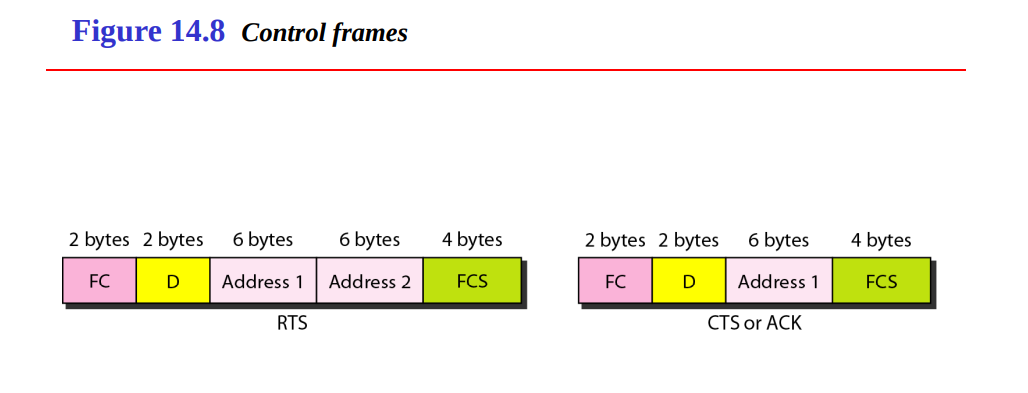 Figure 14.8 Control frames
2 bytes 2 bytes 6 bytes 6 bytes 4 bytes
FC D Address 1 Address 2 FCS
RTS
2 bytes 2 bytes 6 bytes 4 bytes
FC D Address 1 FCS
CTS or ACK